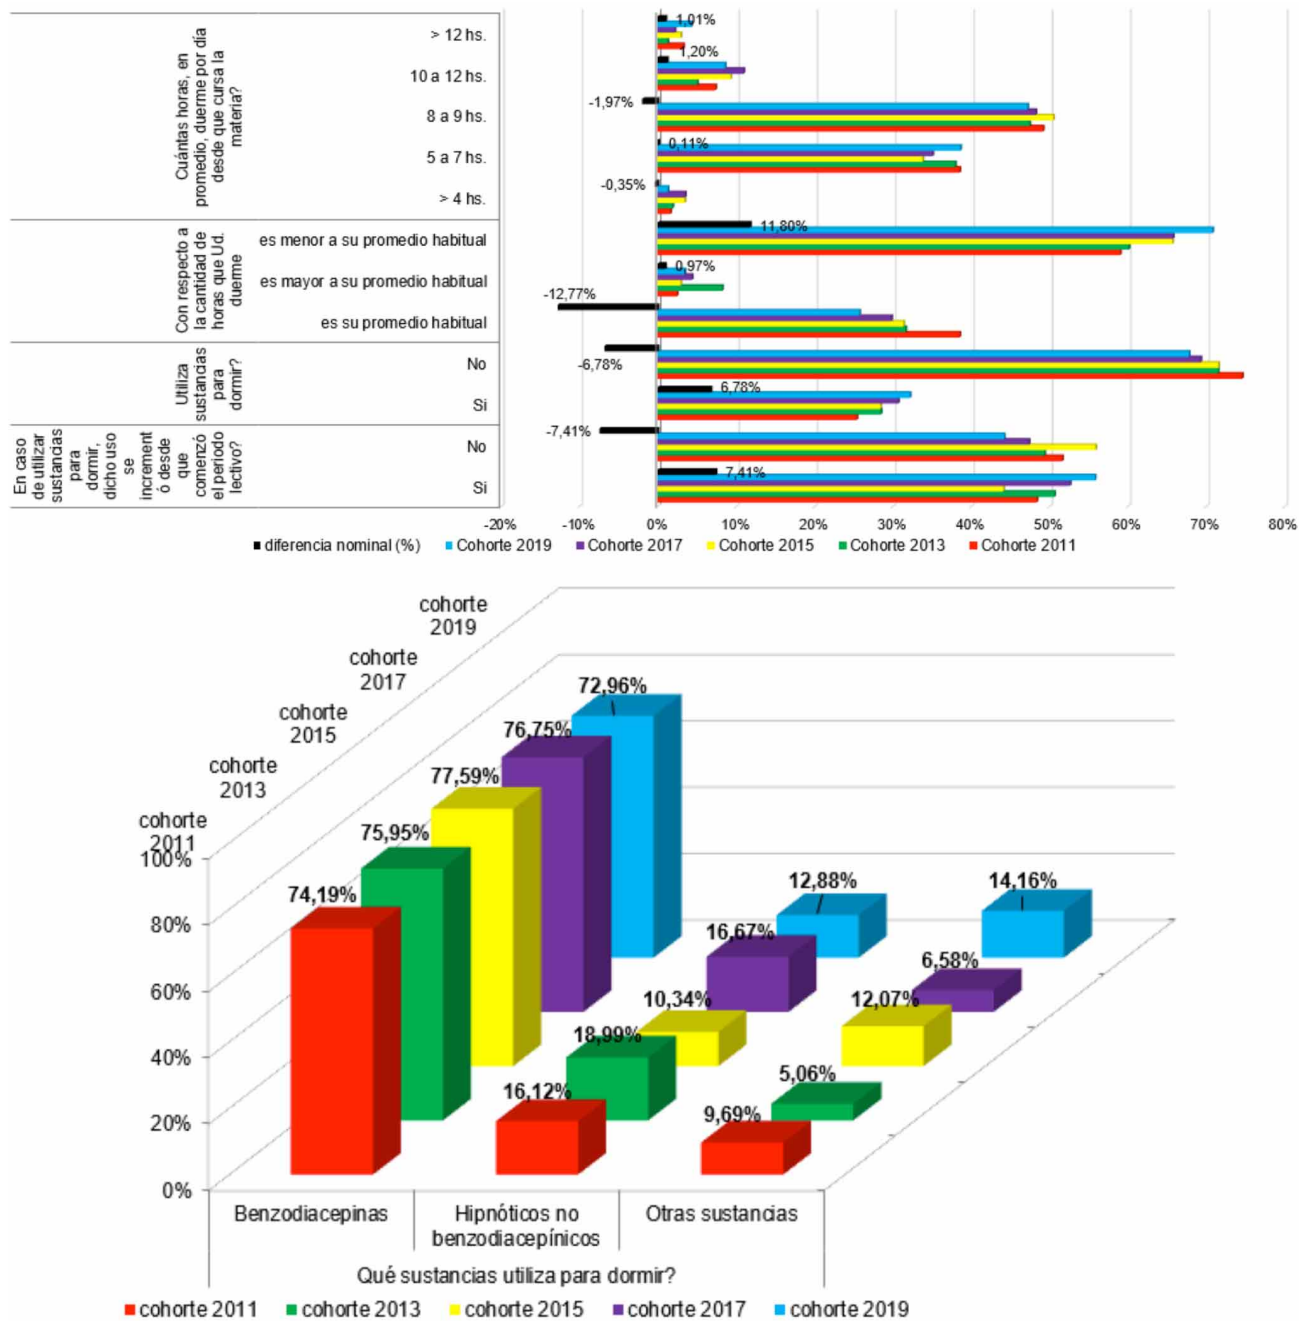 Cuántas horas, en
promedio, duerme por día
desde que cursa la
materia?
> 12 hs.
10 a 12 hs.
8 a 9 hs.
5 a 7 hs.
> 4 hs.
1,01%
1,20%
-1,97%
0,11%
-0,35%
Con respecto a
la cantidad de
horas que Ud.
duerme
es menor a su promedio habitual
es mayor a su promedio habitual
es su promedio habitual
11,80%
0,97%
-12,77%
Utiliza
sustancias
para
dormir?
No
Si
-6,78%
6,78%
En caso
de utilizar
sustancias
para
dormir,
dicho uso
se
increment
ó desde
que
comenzó
el periodo
lectivo?
No
Si
-7,41%
7,41%
-20% -10% 0% 10% 20% 30% 40% 50% 60% 70% 80%
diferencia nominal (%) Cohorte 2019 Cohorte 2017 Cohorte 2015 Cohorte 2013 Cohorte 2011
cohorte
2019
cohorte
2017
cohorte
2015
cohorte
2013
cohorte
2011
100%
80%
60%
40%
20%
0%
72,96%
76,75%
77,59%
75,95%
74,19%
12,88%
16,67%
10,34%
18,99%
16,12%
14,16%
6,58%
12,07%
5,06%
9,69%
Benzodiacepinas
Hipnóticos no
benzodiacepínicos
Otras sustancias
Qué sustancias utiliza para dormir?
cohorte 2011 cohorte 2013 cohorte 2015 cohorte 2017 cohorte 2019